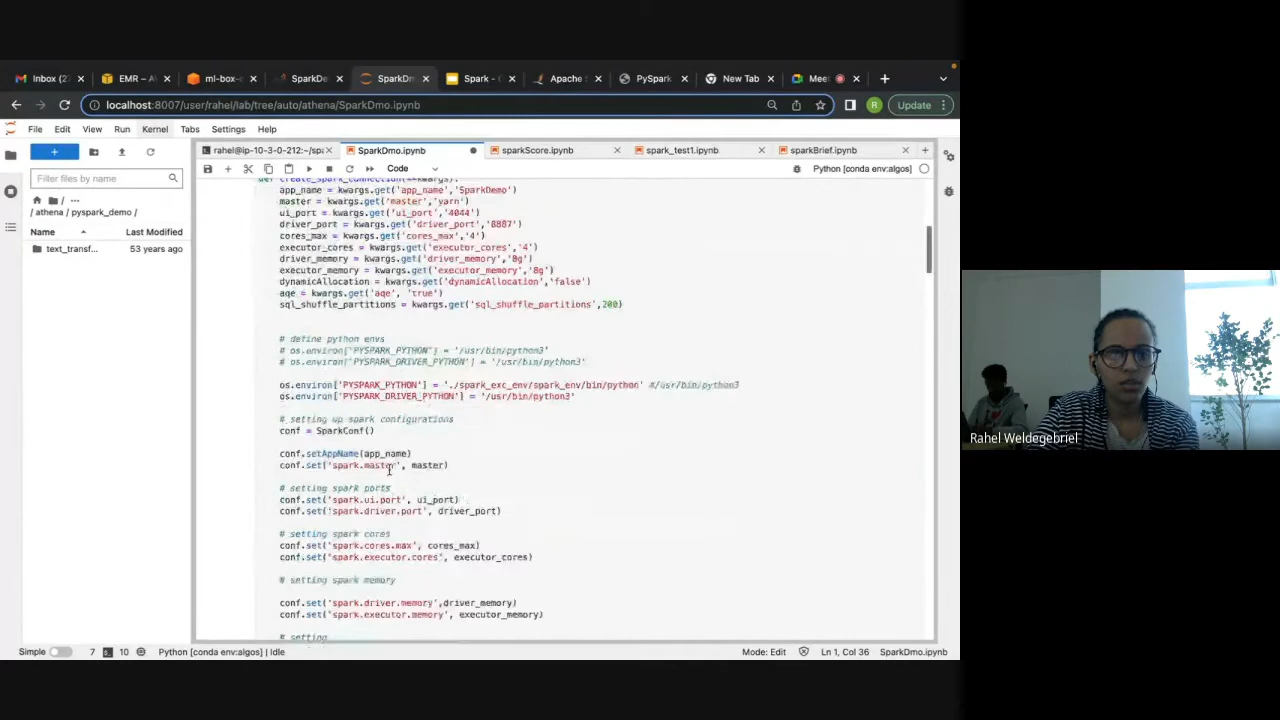 Inbox (2
EMR – A
ml-box-
SparkDe
SparkDm
Spark -
Apache
PySpark
New Tab
Meet
localhost:8007/user/rahel/lab/tree/auto/athena/SparkDmo.ipynb
R
Update
File Edit View Run Kernel Tabs Settings Help
rahel@ip-10-3-0-212:~/spa
SparkDmo.ipynb
sparkScore.ipynb
spark_test1.ipynb
sparkBrief.ipynb
Code
Python [conda env:algos]
Filter files by name
/ ...
/ athena / pyspark_demo /
Name Last Modified
text_transf... 53 years ago
def create_spark_connection(**kwargs):
app_name = kwargs.get('app_name','SparkDemo')
master = kwargs.get('master','yarn')
ui_port = kwargs.get('ui_port','4044')
driver_port = kwargs.get('driver_port','8887')
cores_max = kwargs.get('cores_max','4')
executor_cores = kwargs.get('executor_cores','4')
driver_memory = kwargs.get('driver_memory','8g')
executor_memory = kwargs.get('executor_memory','8g')
dynamicAllocation = kwargs.get('dynamicAllocation','false')
aqe = kwargs.get('aqe', 'true')
sql_shuffle_partitions = kwargs.get('sql_shuffle_partitions',200)
# define python envs
# os.environ['PYSPARK_PYTHON'] = '/usr/bin/python3'
# os.environ['PYSPARK_DRIVER_PYTHON'] = '/usr/bin/python3'
os.environ['PYSPARK_PYTHON'] = './spark_exc_env/spark_env/bin/python' #/usr/bin/python3
os.environ['PYSPARK_DRIVER_PYTHON'] = '/usr/bin/python3'
# setting up spark configurations
conf = SparkConf()
conf.setAppName(app_name)
conf.set('spark.master', master)
# setting spark ports
conf.set('spark.ui.port', ui_port)
conf.set('spark.driver.port', driver_port)
# setting spark cores
conf.set('spark.cores.max', cores_max)
conf.set('spark.executor.cores', executor_cores)
# setting spark memory
conf.set('spark.driver.memory',driver_memory)
conf.set('spark.executor.memory', executor_memory)
# setting
Simple 7 10 Python [conda env:algos] | Idle
Mode: Edit Ln 1, Col 36 SparkDmo.ipynb
Rahel Weldegebriel